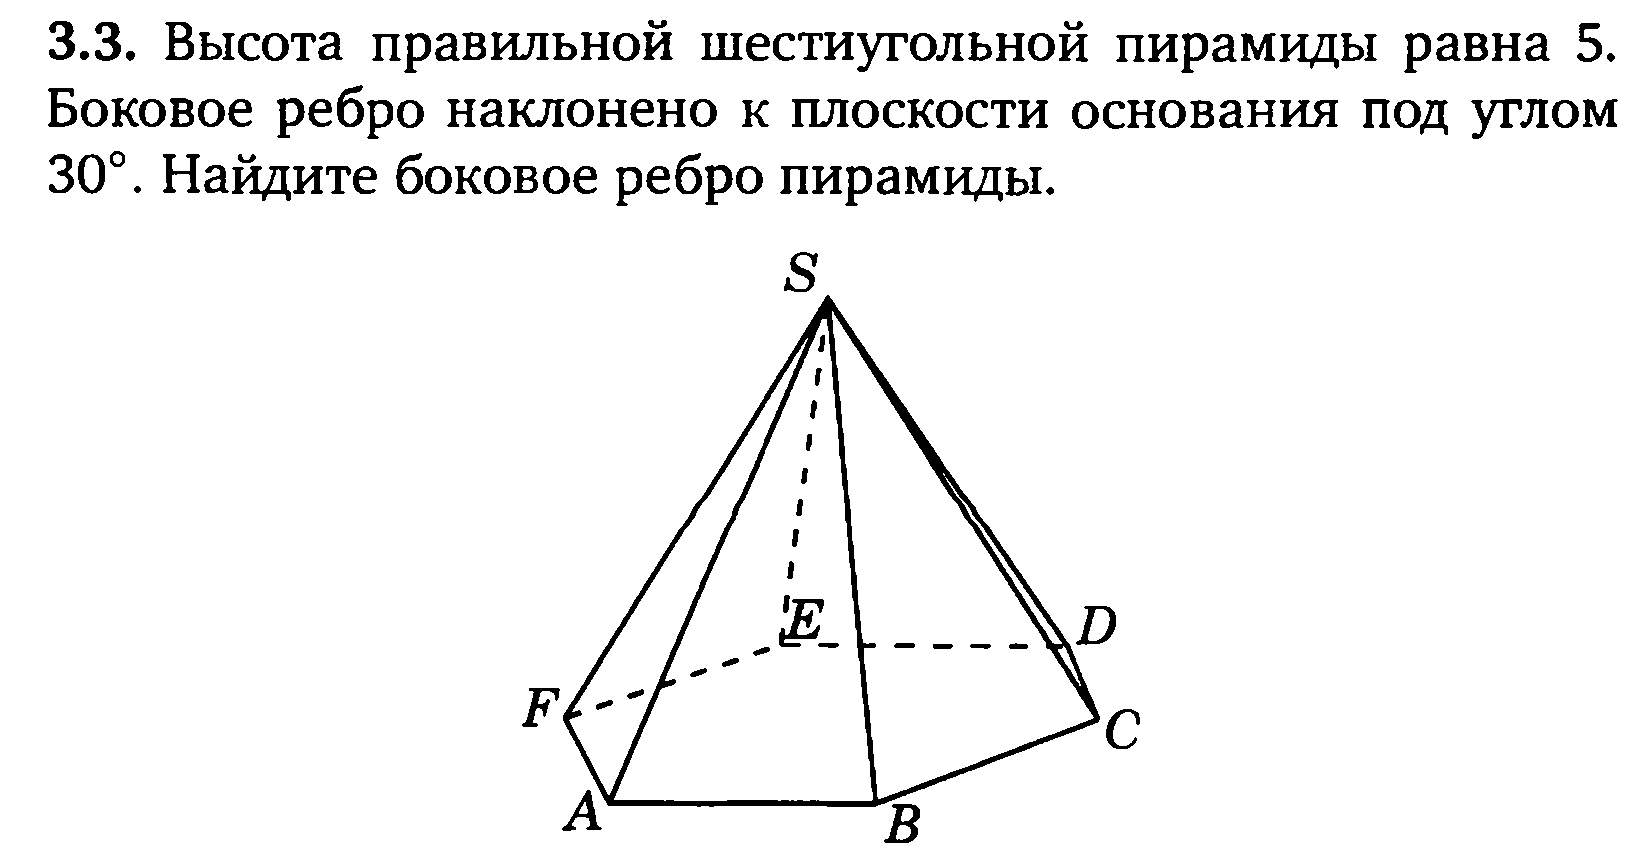 3.3. Высота правильной шестиугольной пирамиды равна 5.
Боковое ребро наклонено к плоскости основания под углом
30°. Найдите боковое ребро пирамиды.
S
E
D
F
C
A
B